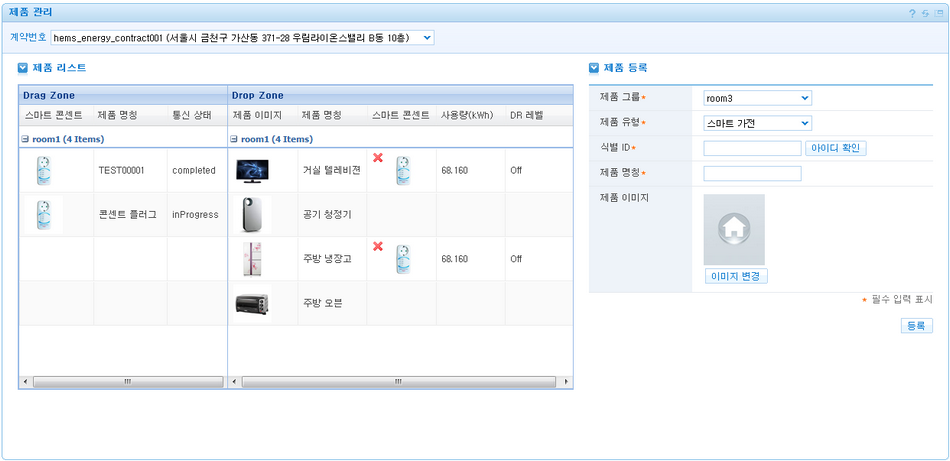 제품 관리
계약번호 hems_energy_contract001 (서울시 금천구 가산동 371-28 우림라이온스밸리 B동 10층)
제품 리스트
Drag Zone Drop Zone
스마트 콘센트 제품 명칭 통신 상태 제품 이미지 제품 명칭 스마트 콘센트 사용량(kWh) DR 레벨
room1 (4 Items) room1 (4 Items)
TEST00001 completed 거실 텔레비젼 68.160 Off
콘센트 플러그 inProgress 공기 청정기
주방 냉장고 68.160 Off
주방 오븐
제품 등록
제품 그룹* room3
제품 유형* 스마트 가전
식별 ID* 아이디 확인
제품 명칭*
제품 이미지
이미지 변경
* 필수 입력 표시
등록